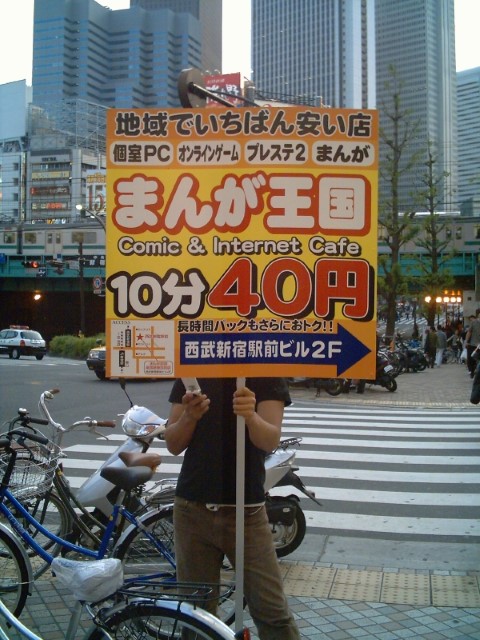 地域でいちばん安い店
個室PC オンラインゲーム プレステ2 まんが
まんが王国
Comic & Internet Cafe
10分40円
長時間パックもさらにおトク!!
西武新宿駅前ビル2F